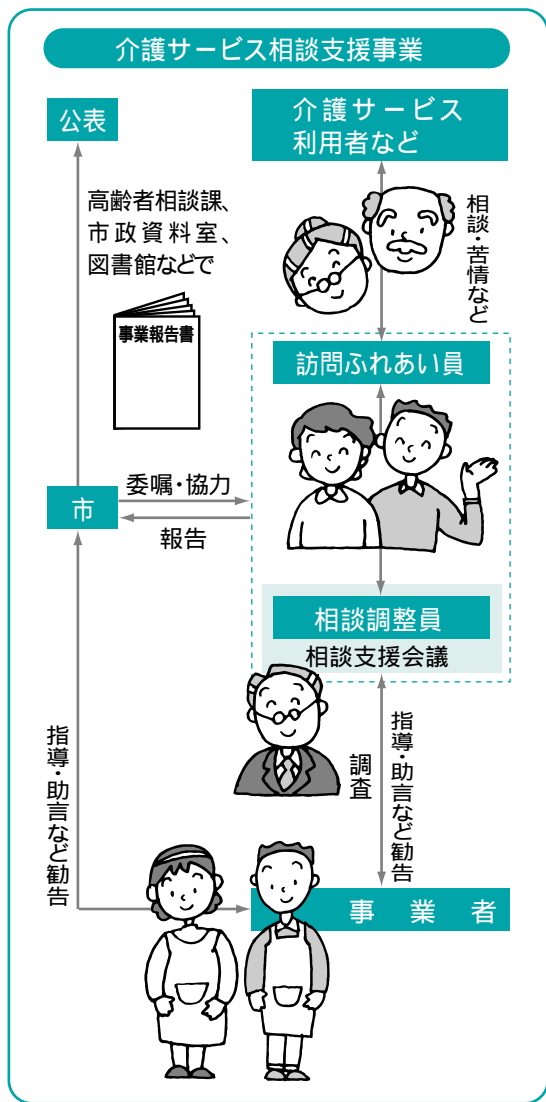 介護サービス相談支援事業
公表
介護サービス
利用者など
高齢者相談課、
市政資料室、
図書館などで
事業報告書
相談・苦情など
訪問ふれあい員
市
委嘱・協力
報告
相談調整員
相談支援会議
指導・助言など勧告
調査
指導・助言など勧告
事業者